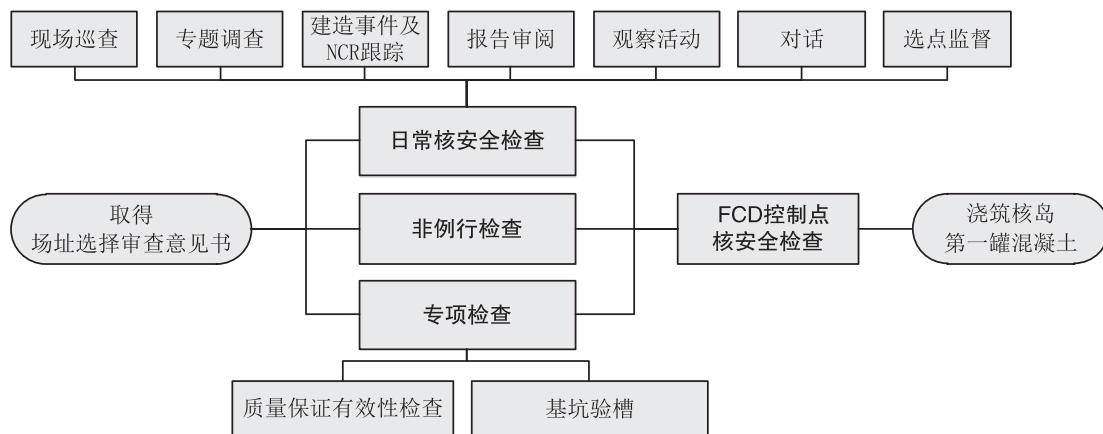 现场巡查
专题调查
建造事件及
NCR跟踪
报告审阅
观察活动
对话
选点监督
日常核安全检查
取得
场址选择审查意见书
非例行检查
FCD控制点
核安全检查
浇筑核岛
第一罐混凝土
专项检查
质量保证有效性检查
基坑验槽